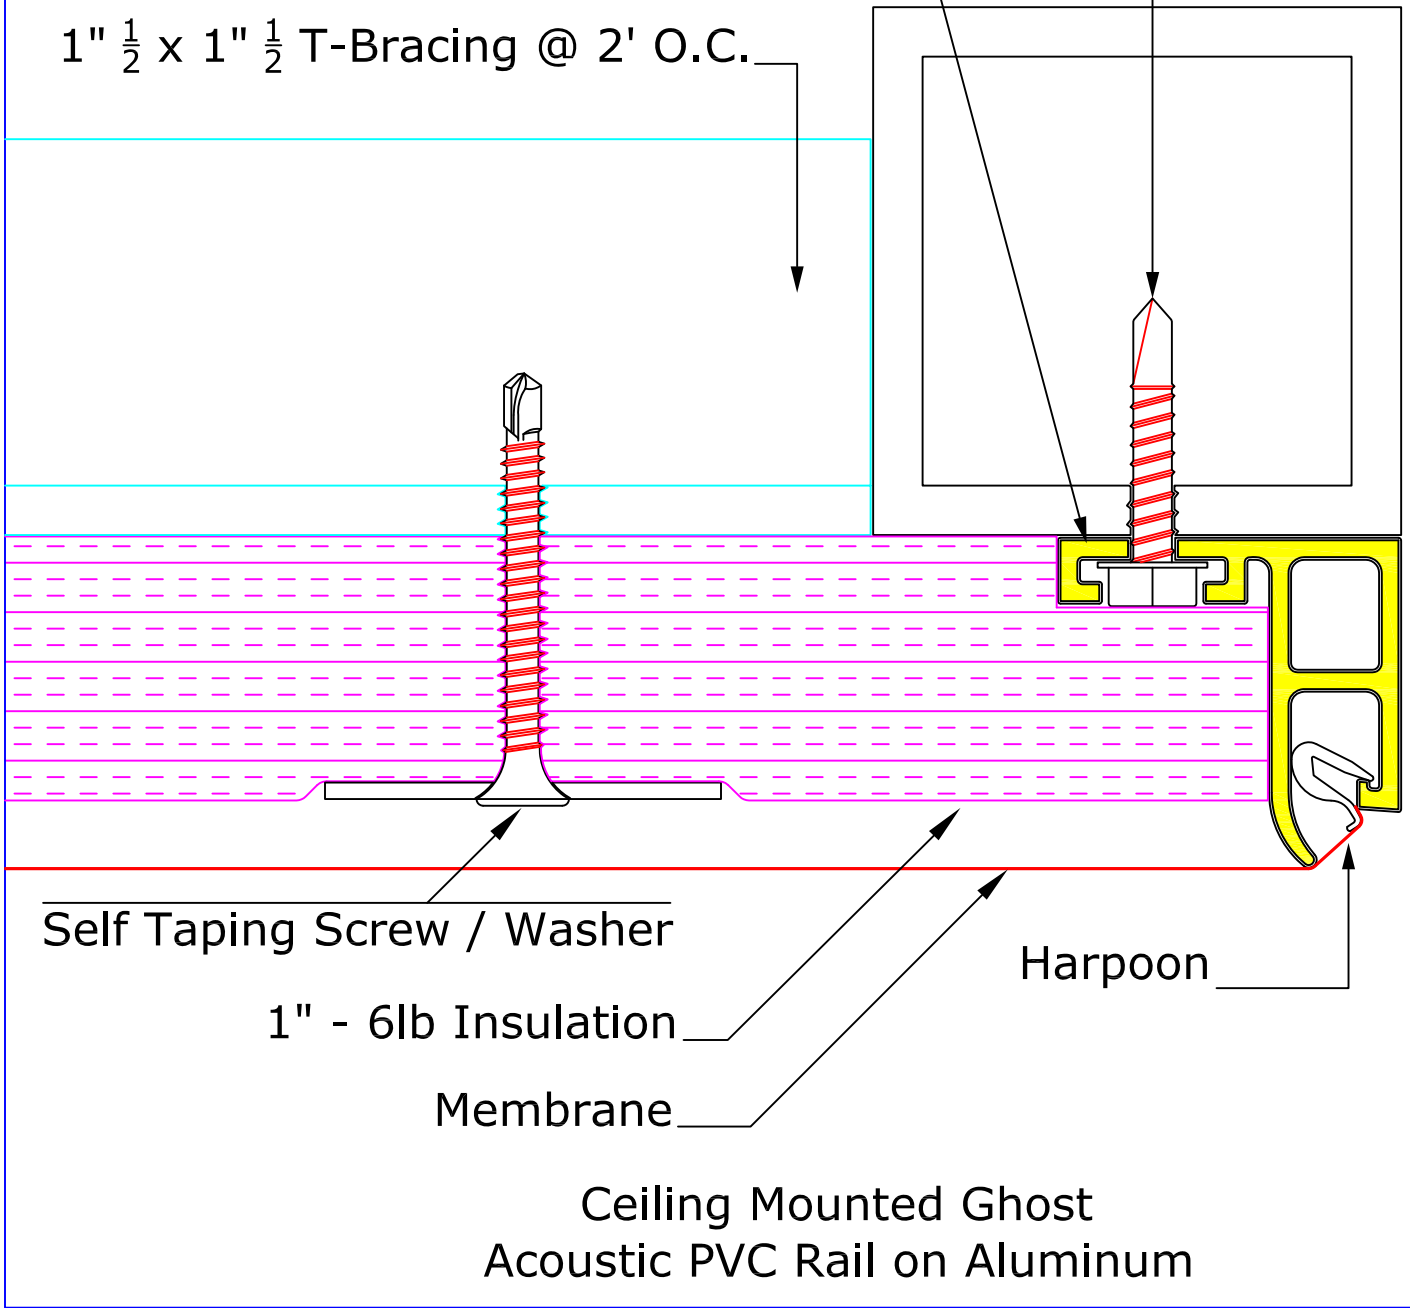 1" 1/2 x 1" 1/2 T-Bracing @ 2' O.C.
Self Taping Screw / Washer
Harpoon
1" - 6lb Insulation
Membrane
Ceiling Mounted Ghost
Acoustic PVC Rail on Aluminum